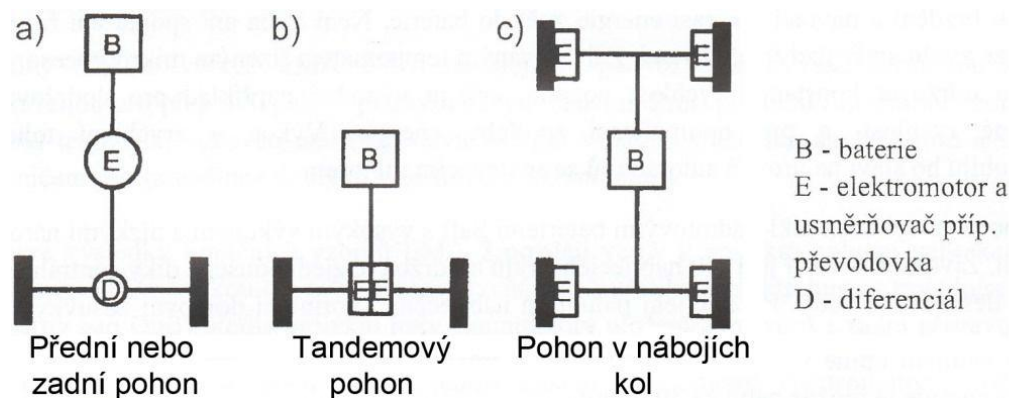 a)
B
E
D
Přední nebo
zadní pohon
b)
B
E E
Tandemový
pohon
c)
E E
B
E E
Pohon v nábojích
kol
B - baterie
E - elektromotor a
usměrňovač příp.
převodovka
D - diferenciál